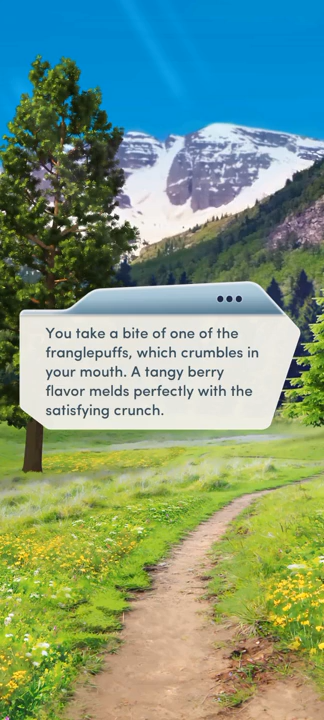 You take a bite of one of the
franglepuffs, which crumbles in
your mouth. A tangy berry
flavor melds perfectly with the
satisfying crunch.